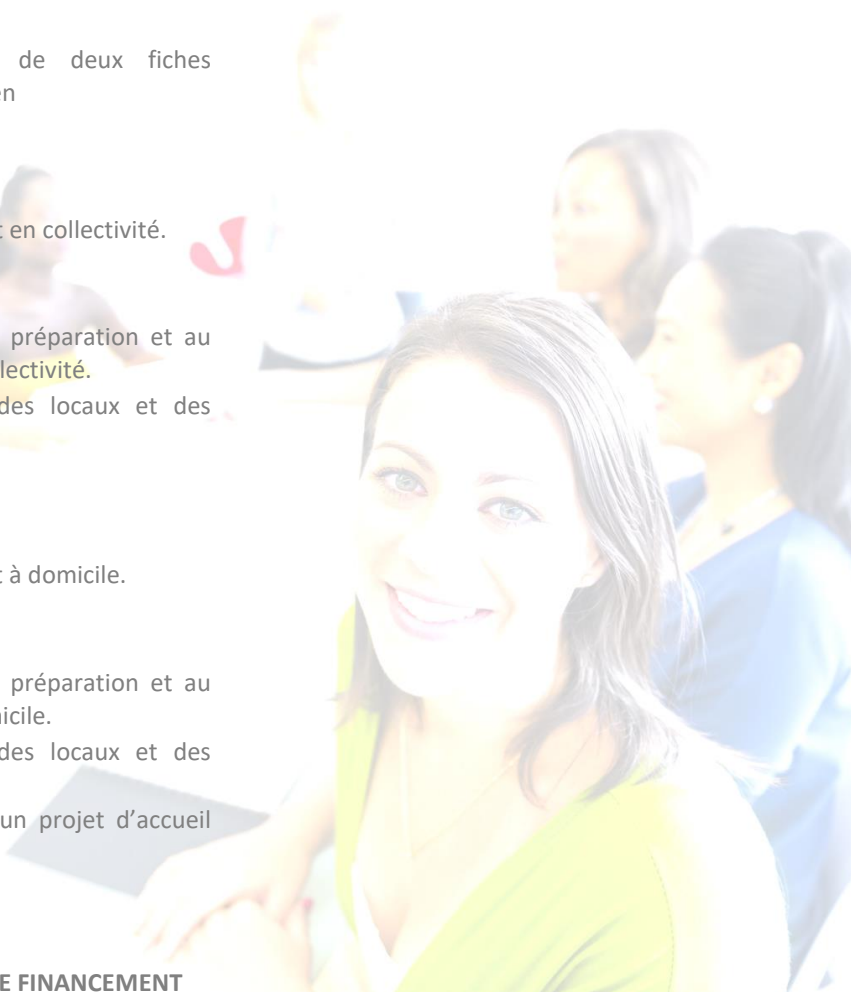 de deux fiches
en
t en collectivité.
préparation et au
lectivité.
des locaux et des
t à domicile.
préparation et au
nicile.
des locaux et des
un projet d’accueil
E FINANCEMENT